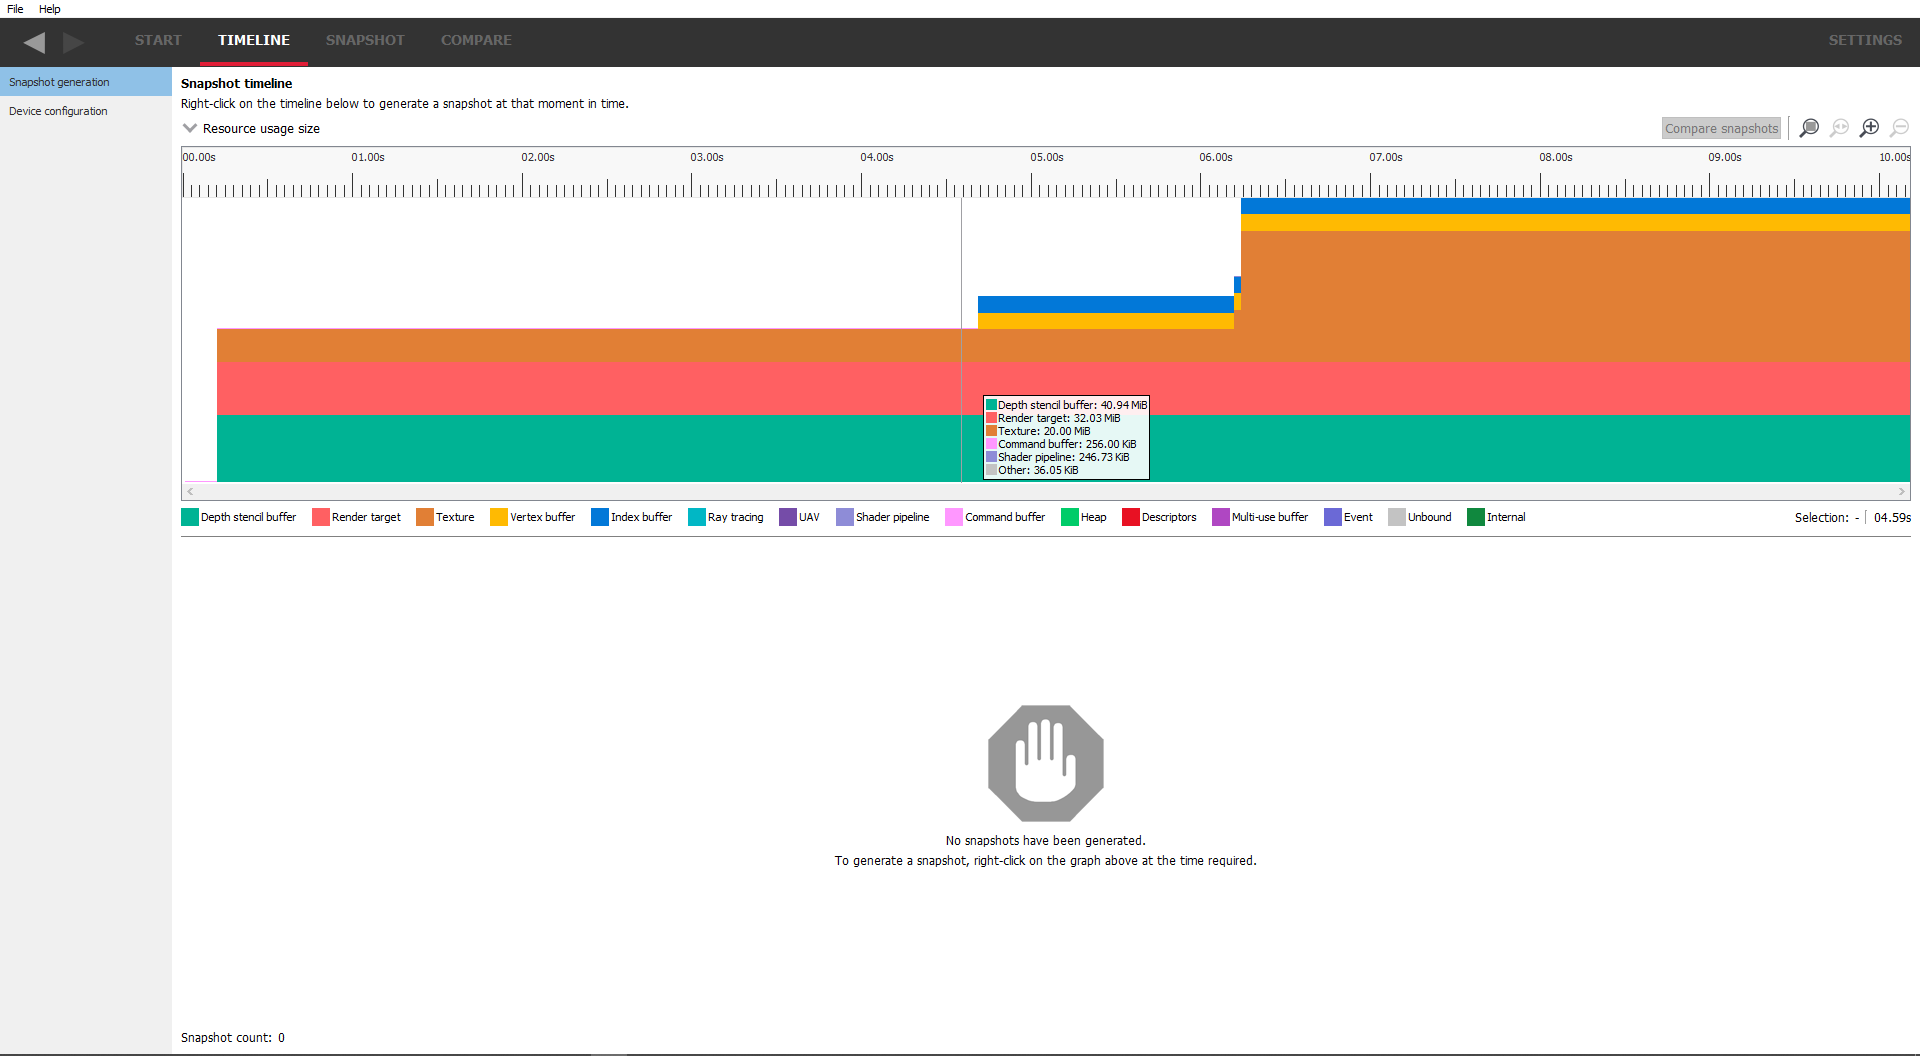 File Help
START TIMELINE SNAPSHOT COMPARE SETTINGS
Snapshot generation
Device configuration
Snapshot timeline
Right-click on the timeline below to generate a snapshot at that moment in time.
Resource usage size
Compare snapshots
00.00s 01.00s 02.00s 03.00s 04.00s 05.00s 06.00s 07.00s 08.00s 09.00s 10.00s
Depth stencil buffer: 40.94 MiB
Render target: 32.03 MiB
Texture: 20.00 MiB
Command buffer: 256.00 KiB
Shader pipeline: 246.73 KiB
Other: 36.05 KiB
Depth stencil buffer Render target Texture Vertex buffer Index buffer Ray tracing UAV Shader pipeline Command buffer Heap Descriptors Multi-use buffer Event Unbound Internal Selection: - 04.59s
No snapshots have been generated.
To generate a snapshot, right-click on the graph above at the time required.
Snapshot count: 0